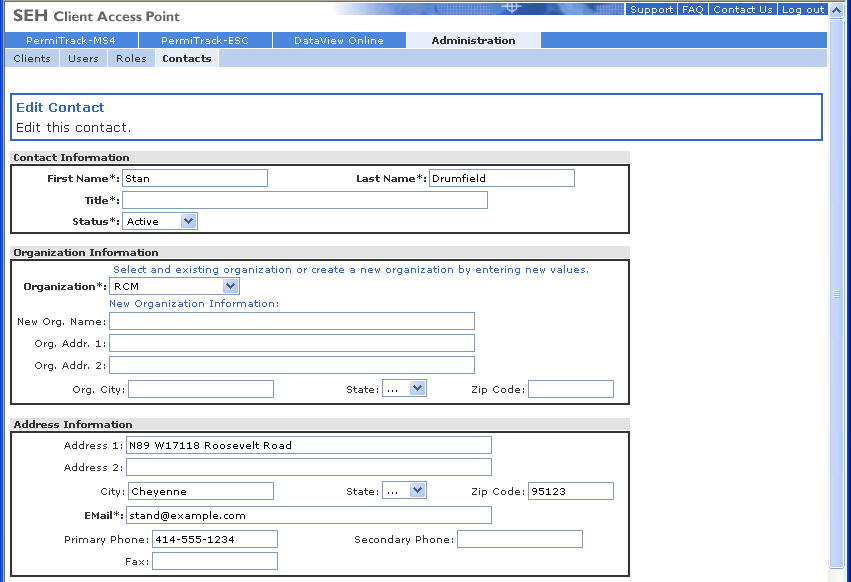 SEH Client Access Point
Support FAQ Contact Us Log out
PermiTrack-MS4 PermiTrack-ESC DataView Online Administration
Clients Users Roles Contacts
Edit Contact
Edit this contact.
Contact Information
First Name*: Stan Last Name*: Drumfield
Title*:
Status*: Active
Organization Information
Select and existing organization or create a new organization by entering new values.
Organization*: RCM
New Organization Information:
New Org. Name:
Org. Addr. 1:
Org. Addr. 2:
Org. City: State: ... Zip Code:
Address Information
Address 1: N89 W17118 Roosevelt Road
Address 2:
City: Cheyenne State: ... Zip Code: 95123
EMail*: stand@example.com
Primary Phone: 414-555-1234 Secondary Phone:
Fax: